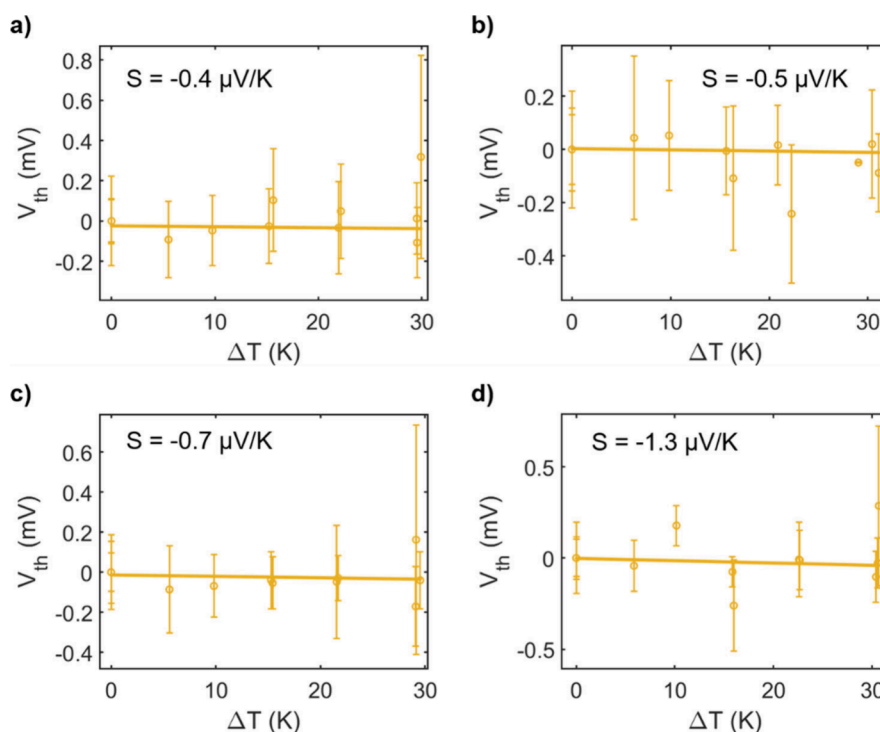 a)
S = -0.4 µV/K
0.8
0.6
0.4
0.2
0
-0.2
V_th (mV)
0 10 20 30
ΔT (K)
b)
S = -0.5 µV/K
0.2
0
-0.2
-0.4
V_th (mV)
0 10 20 30
ΔT (K)
c)
S = -0.7 µV/K
0.6
0.4
0.2
0
-0.2
-0.4
V_th (mV)
0 10 20 30
ΔT (K)
d)
S = -1.3 µV/K
0.5
0
-0.5
V_th (mV)
0 10 20 30
ΔT (K)